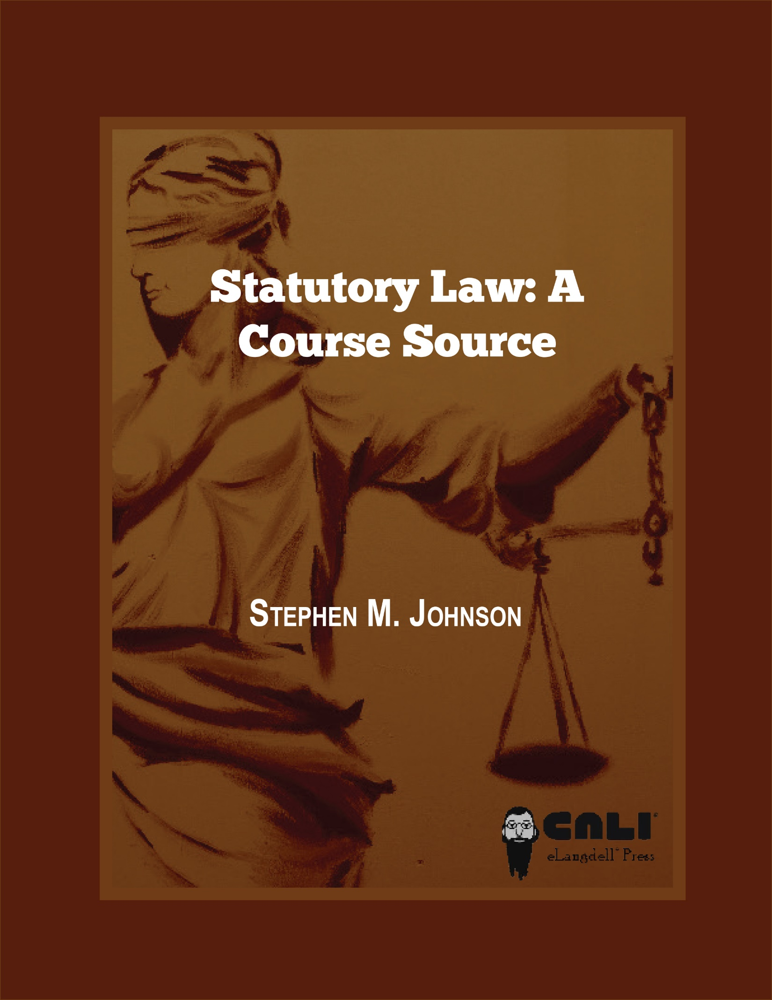 Statutory Law: A
Course Source
STEPHEN M. JOHNSON
CALI®
eLangdell® Press